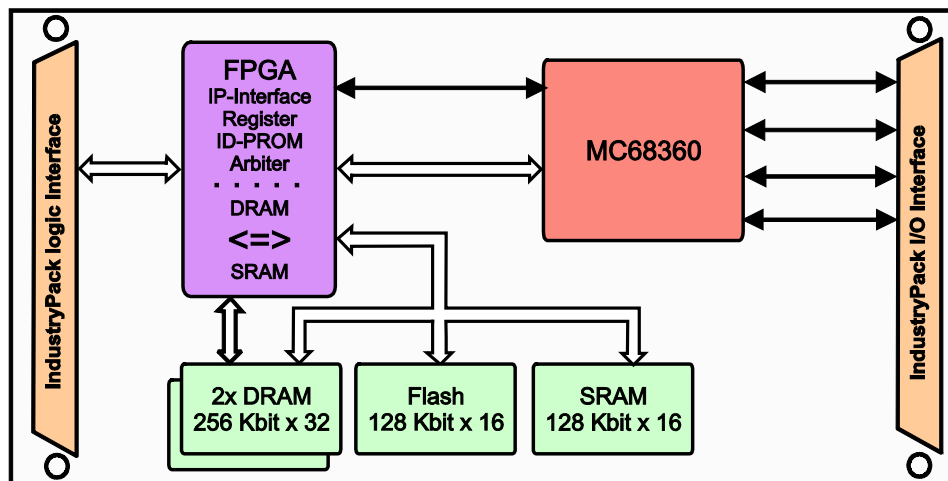 IndustryPack logic Interface
FPGA
IP-Interface
Register
ID-PROM
Arbiter
. . . . .
DRAM
<=>
SRAM
MC68360
IndustryPack I/O Interface
2x DRAM
256 Kbit x 32
Flash
128 Kbit x 16
SRAM
128 Kbit x 16